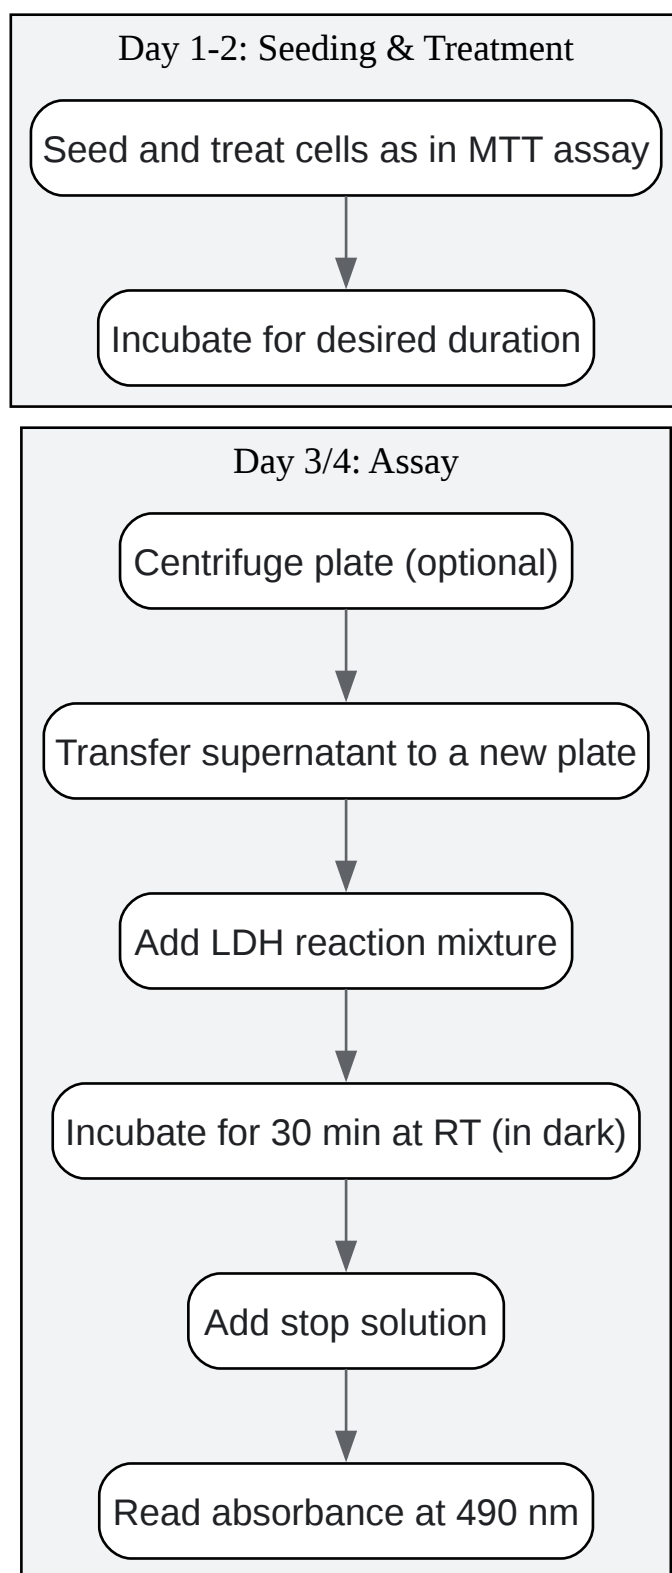 Day 1-2: Seeding & Treatment
Seed and treat cells as in MTT assay
Incubate for desired duration
Day 3/4: Assay
Centrifuge plate (optional)
Transfer supernatant to a new plate
Add LDH reaction mixture
Incubate for 30 min at RT (in dark)
Add stop solution
Read absorbance at 490 nm